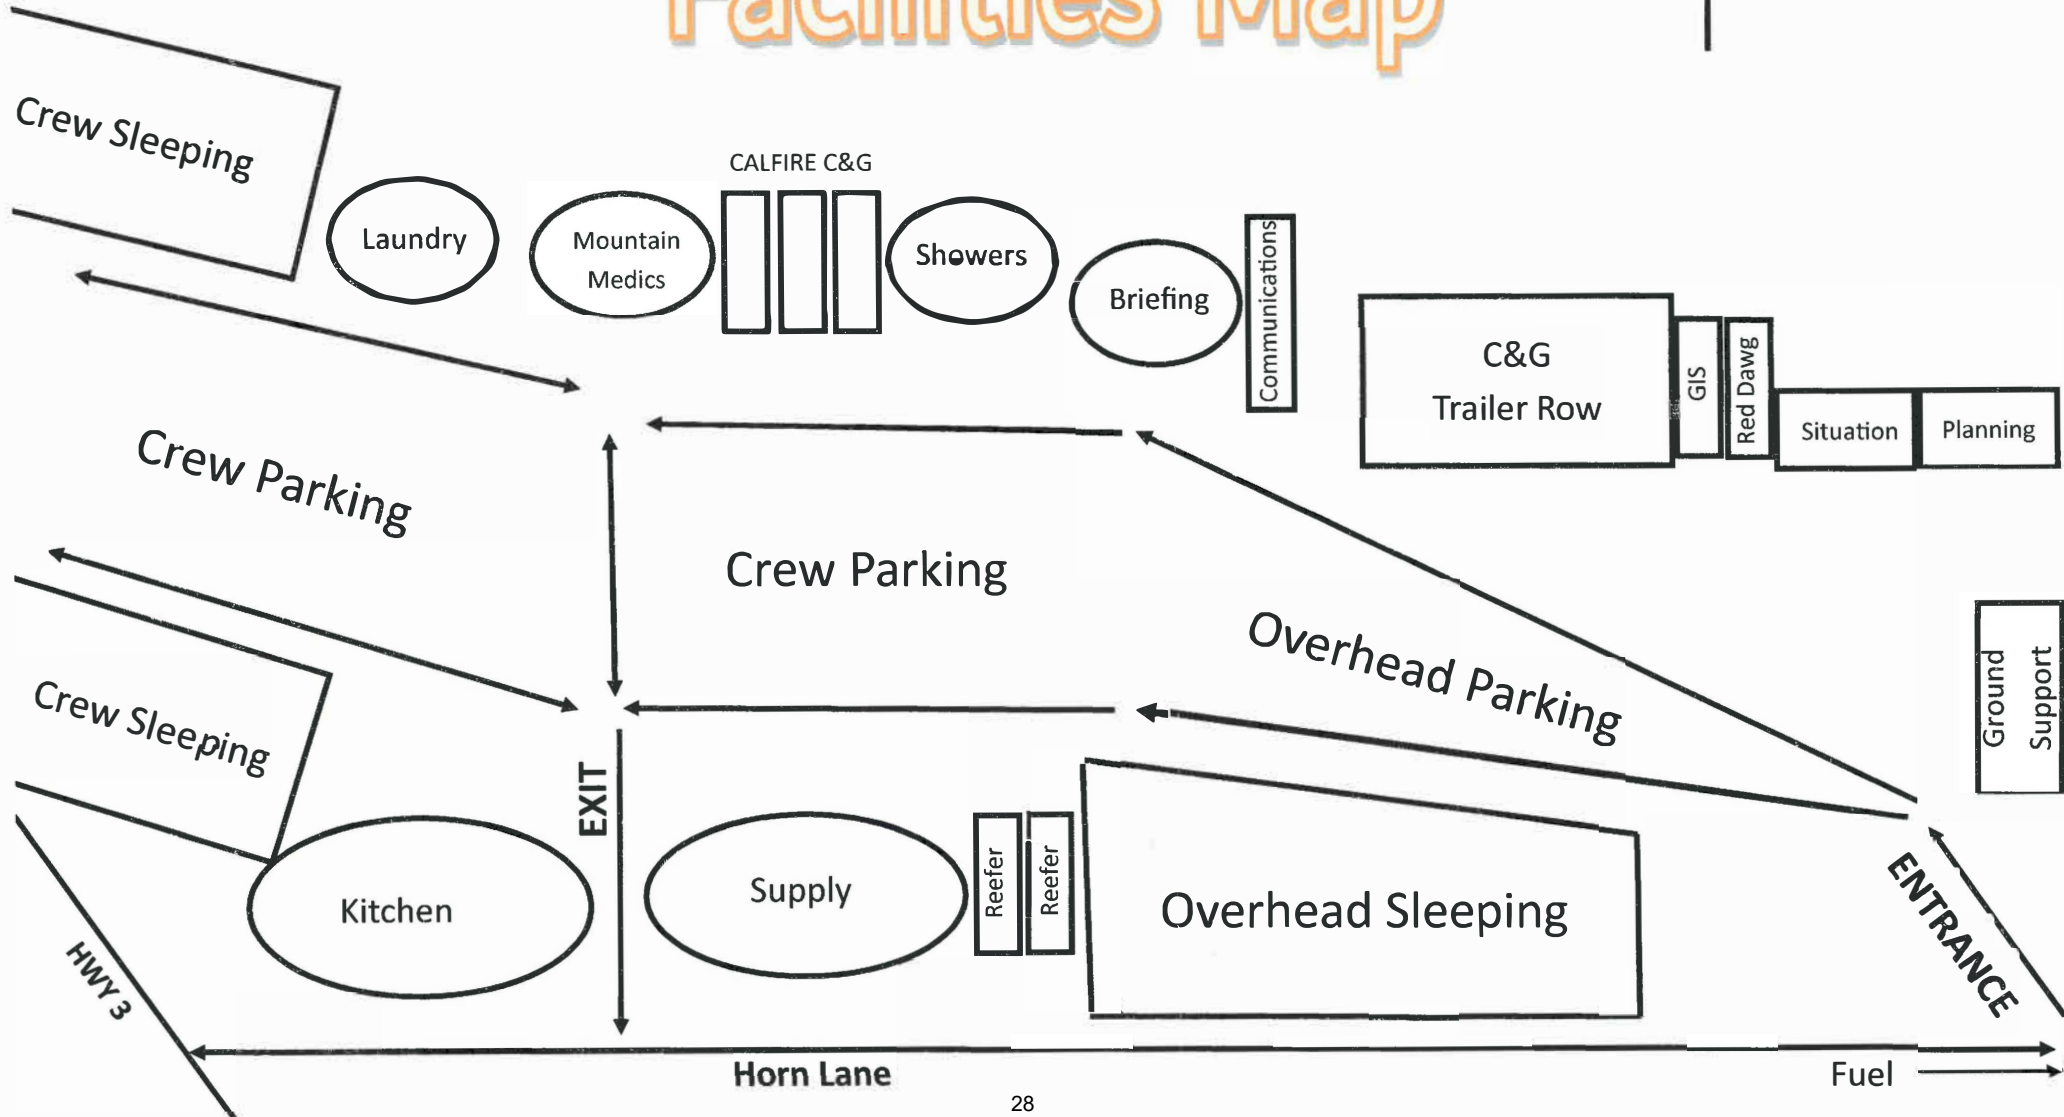 Facilities Map
Crew Sleeping
CALFIRE C&G
Laundry
Mountain
Medics
Showers
Briefing
Communications
C&G
Trailer Row
GIS
Red Dawg
Situation
Planning
Crew Parking
Crew Parking
Overhead Parking
Ground
Support
Crew Sleeping
EXIT
Kitchen
Supply
Reefer
Reefer
Overhead Sleeping
ENTRANCE
HWY 3
Horn Lane
Fuel
28